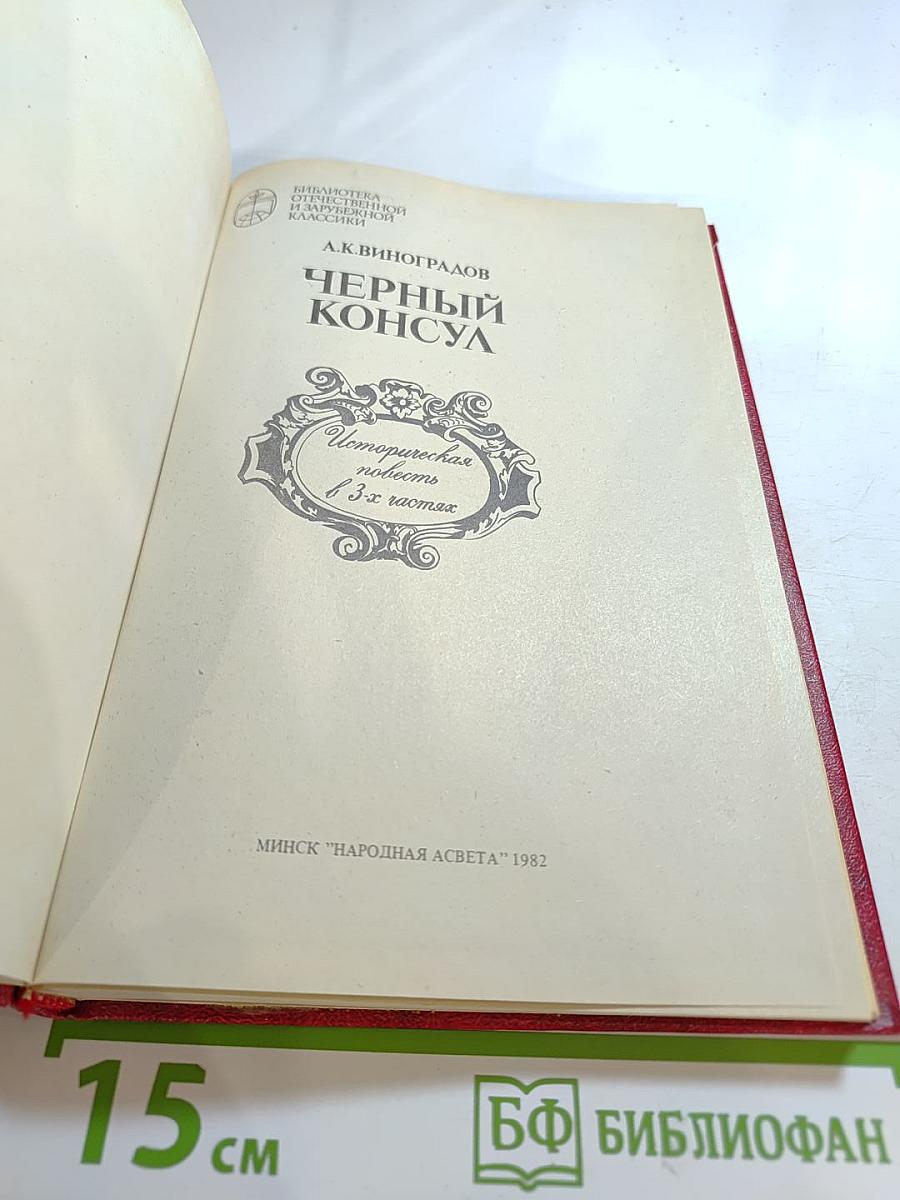 БИБЛИОТЕКА
ОТЕЧЕСТВЕННОЙ
И ЗАРУБЕЖНОЙ
КЛАССИКИ
А.К.ВИНОГРАДОВ
ЧЕРНЫЙ
КОНСУЛ
Историческая
повесть
в 3-х частях
МИНСК "НАРОДНАЯ АСВЕТА" 1982
15 см
БФ БИБЛИОФАН